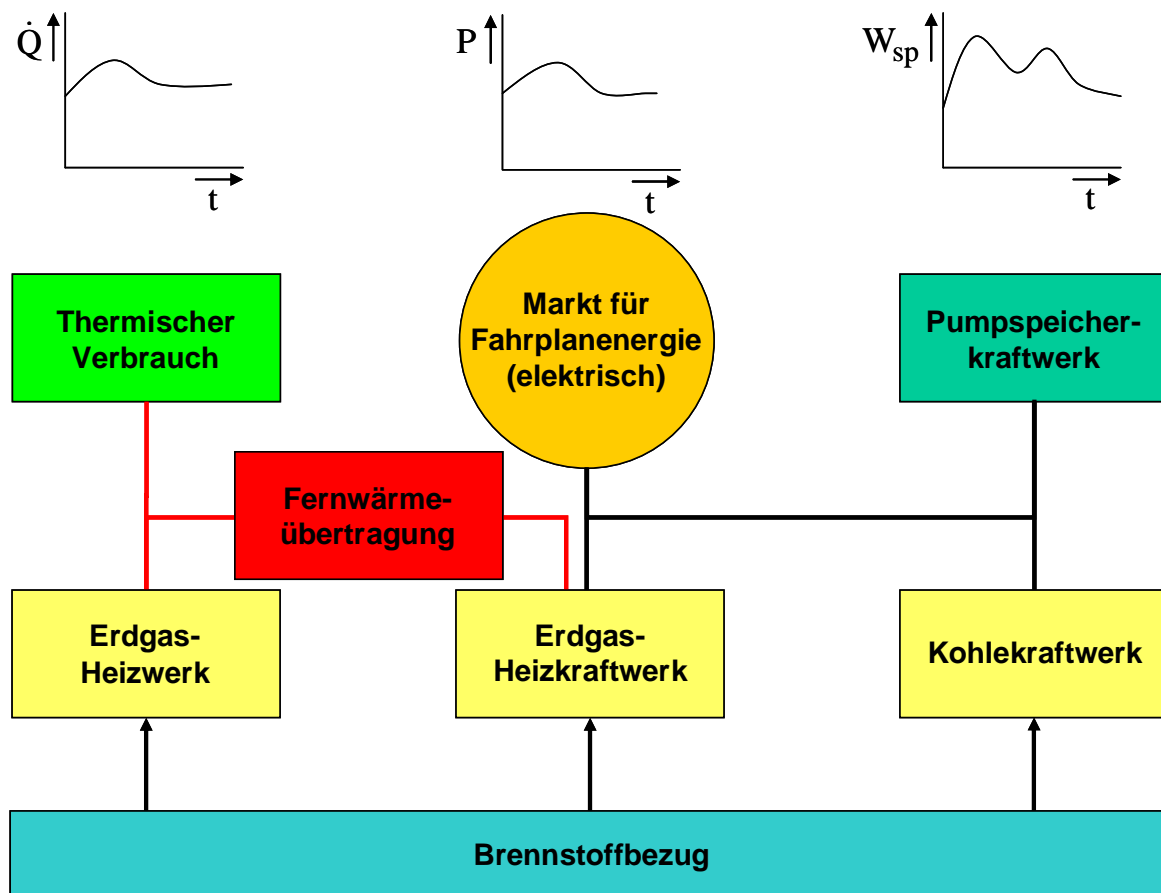 Q̇
P
W_sp
t
t
t
Thermischer
Verbrauch
Markt für
Fahrplanenergie
(elektrisch)
Pumpspeicher-
kraftwerk
Fernwärme-
übertragung
Erdgas-
Heizwerk
Erdgas-
Heizkraftwerk
Kohlekraftwerk
Brennstoffbezug